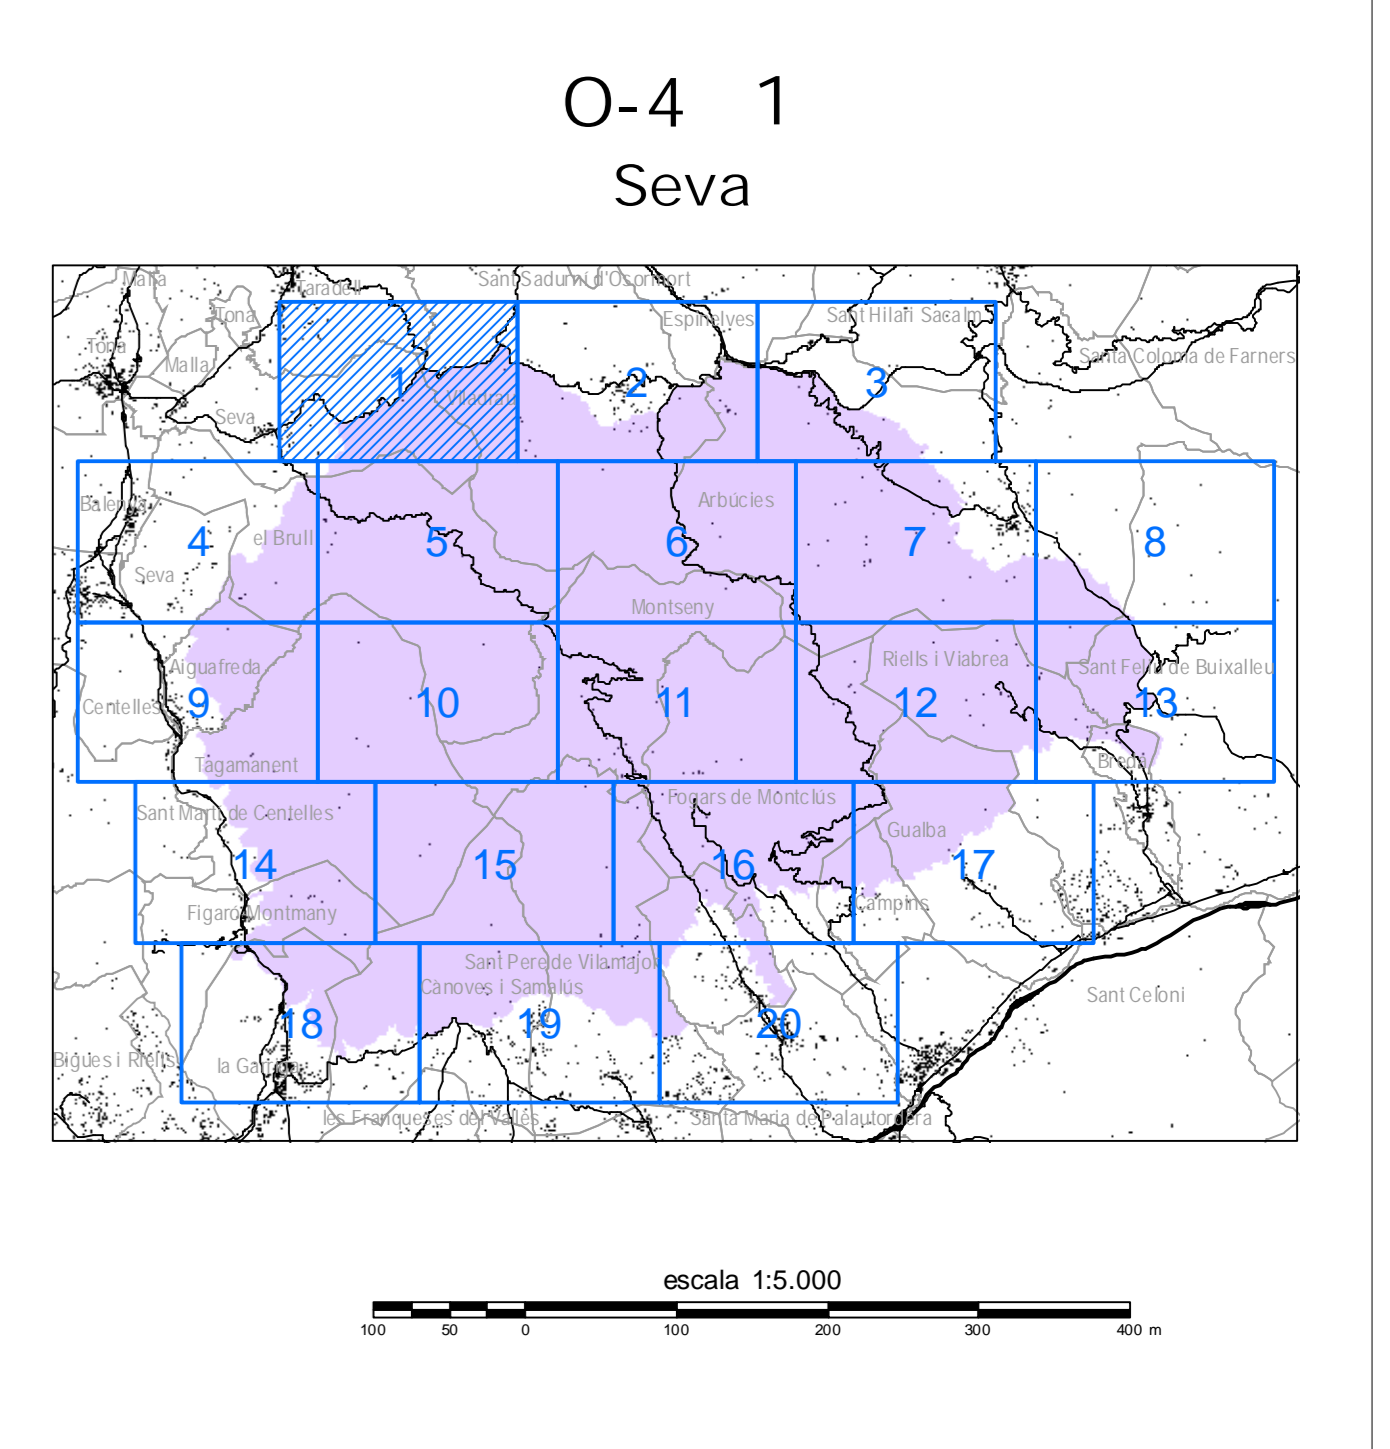 O-4 1
Seva
Malla
Taradell
Sant Sadurní d'Osormort
Tona
Espinelves
Sant Hilari Sacalm
Tona
Malla
Santa Coloma de Farners
1
2
3
Viladrau
Seva
Balenyà
Arbúcies
4
el Brull
5
6
7
8
Seva
Montseny
Aiguafreda
Riells i Viabrea
Sant Feliu de Buixalleu
Centelles
9
10
11
12
13
Tagamanent
Breda
Sant Martí de Centelles
Fogars de Montclús
Gualba
14
15
16
17
Figaró-Montmany
Campins
Sant Pere de Vilamajor
Cànoves i Samalús
Sant Celoni
18
19
20
Bigues i Riells
la Garriga
les Franqueses del Vallès
Santa Maria de Palautordera
escala 1:5.000
100 50 0 100 200 300 400 m